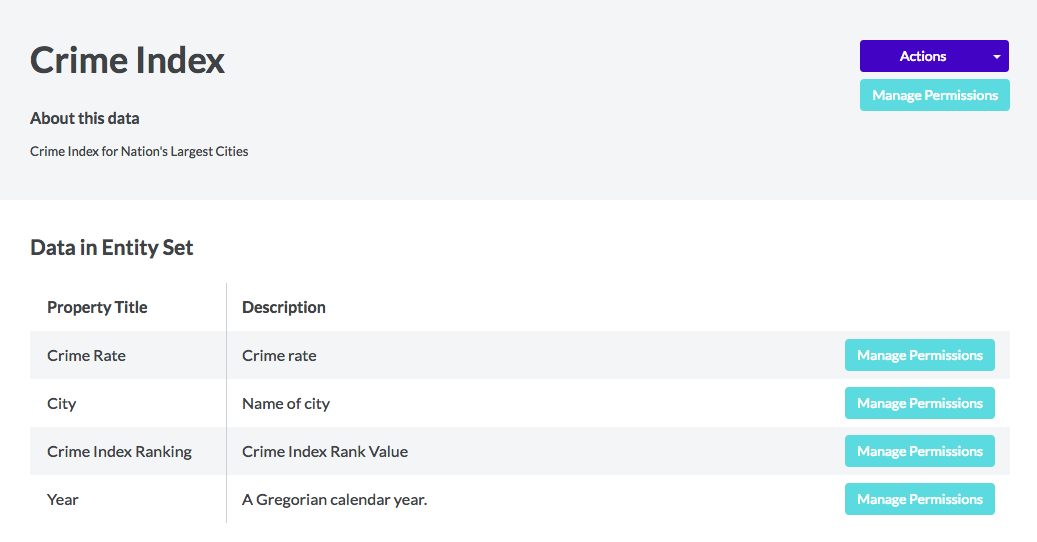 Crime Index
Actions
Manage Permissions
About this data
Crime Index for Nation's Largest Cities
Data in Entity Set
Property Title Description
Crime Rate Crime rate Manage Permissions
City Name of city Manage Permissions
Crime Index Ranking Crime Index Rank Value Manage Permissions
Year A Gregorian calendar year. Manage Permissions